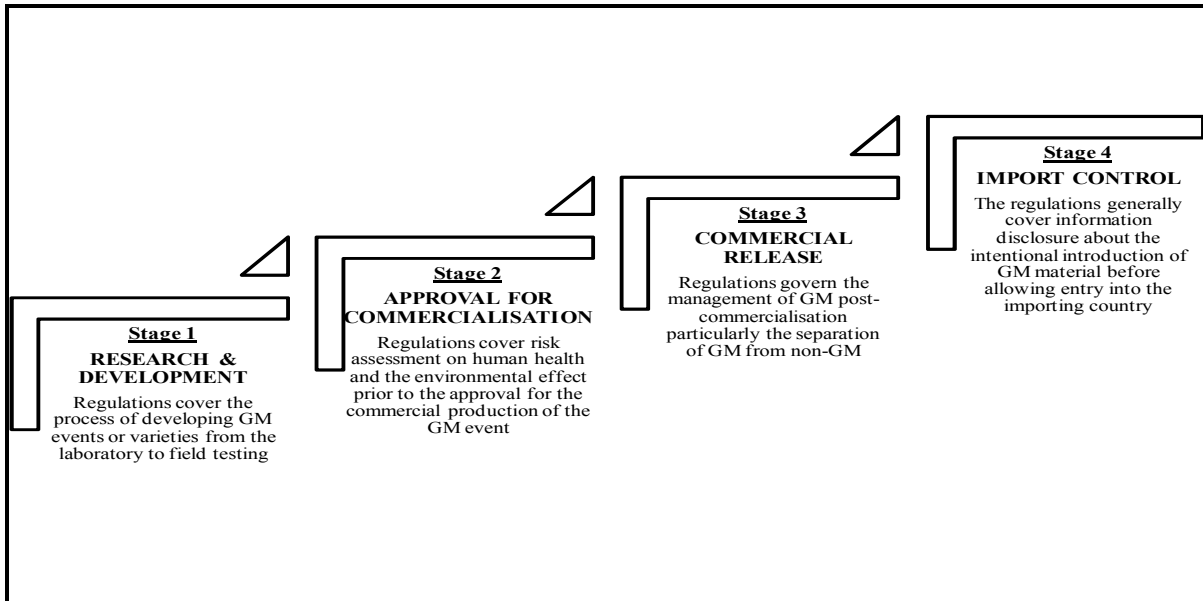 Stage 1
RESEARCH &
DEVELOPMENT
Regulations cover the
process of developing GM
events or varieties from the
laboratory to field testing
Stage 2
APPROVAL FOR
COMMERCIALISATION
Regulations cover risk
assessment on human health
and the environmental effect
prior to the approval for the
commercial production of the
GM event
Stage 3
COMMERCIAL
RELEASE
Regulations govern the
management of GM post-
commercialisation
particularly the separation
of GM from non-GM
Stage 4
IMPORT CONTROL
The regulations generally
cover information
disclosure about the
intentional introduction of
GM material before
allowing entry into the
importing country